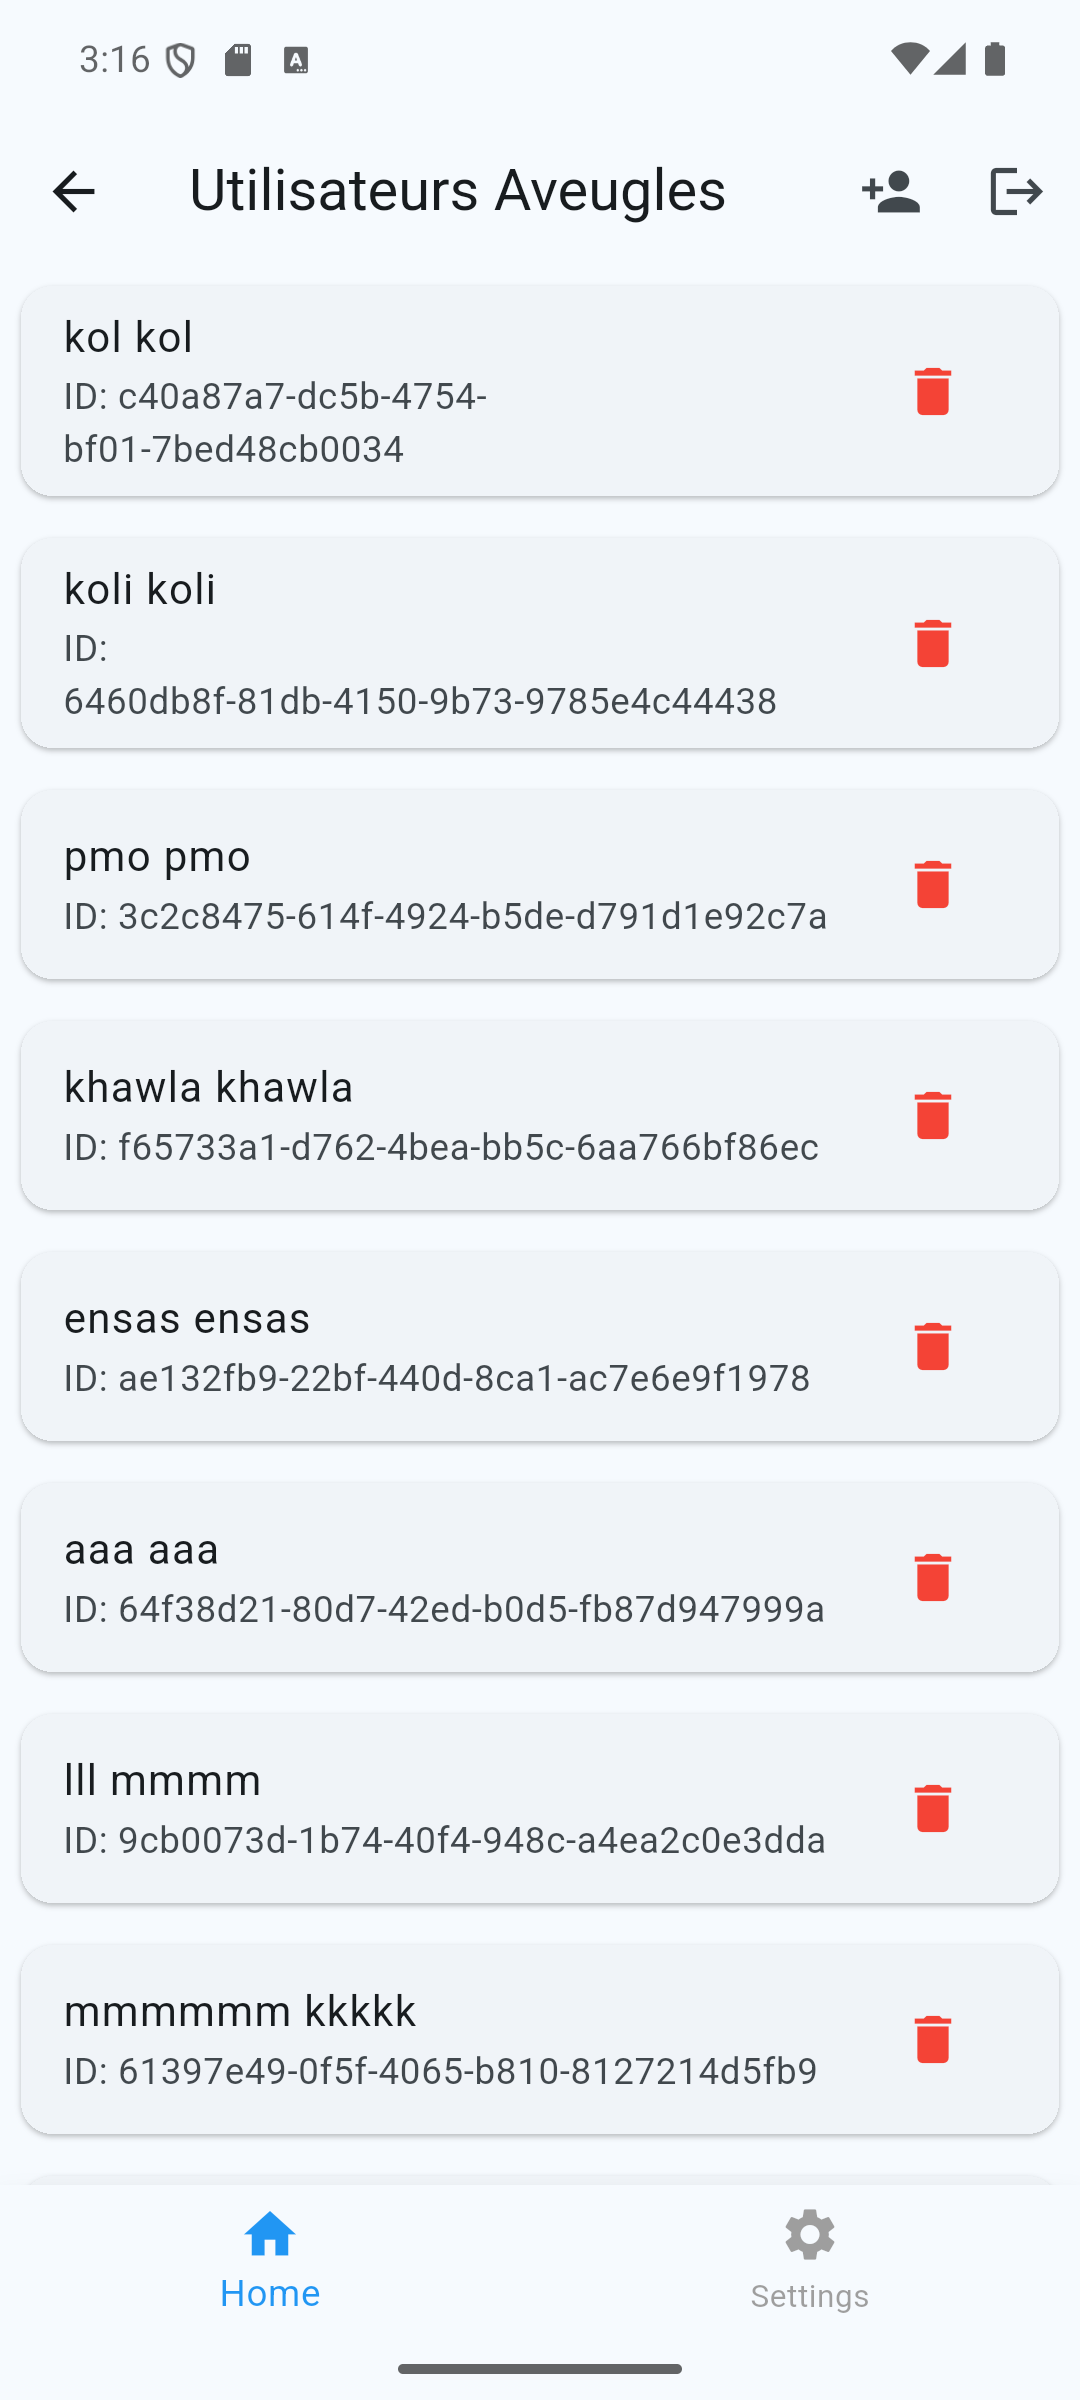 3:16
Utilisateurs Aveugles
kol kol
ID: c40a87a7-dc5b-4754-
bf01-7bed48cb0034
koli koli
ID:
6460db8f-81db-4150-9b73-9785e4c44438
pmo pmo
ID: 3c2c8475-614f-4924-b5de-d791d1e92c7a
khawla khawla
ID: f65733a1-d762-4bea-bb5c-6aa766bf86ec
ensas ensas
ID: ae132fb9-22bf-440d-8ca1-ac7e6e9f1978
aaa aaa
ID: 64f38d21-80d7-42ed-b0d5-fb87d947999a
lll mmmm
ID: 9cb0073d-1b74-40f4-948c-a4ea2c0e3dda
mmmmmm kkkkk
ID: 61397e49-0f5f-4065-b810-8127214d5fb9
Home
Settings